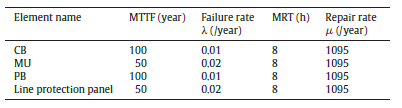 Element name MTTF (year) Failure rate MRT (h) Repair rate
λ (/year) μ (/year)
CB 100 0.01 8 1095
MU 50 0.02 8 1095
PB 100 0.01 8 1095
Line protection panel 50 0.02 8 1095